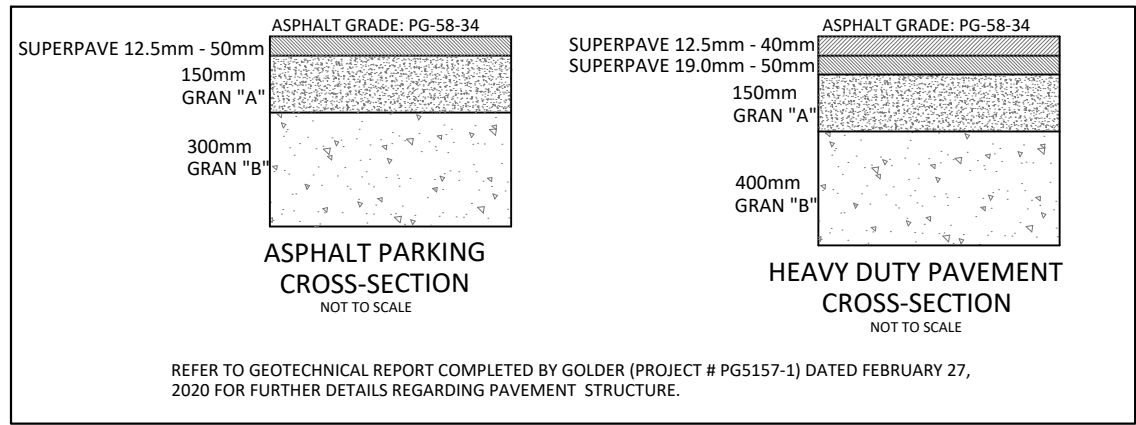 ASPHALT GRADE: PG-58-34
SUPERPAVE 12.5mm - 50mm
150mm
GRAN "A"
300mm
GRAN "B"
ASPHALT PARKING
CROSS-SECTION
NOT TO SCALE
ASPHALT GRADE: PG-58-34
SUPERPAVE 12.5mm - 40mm
SUPERPAVE 19.0mm - 50mm
150mm
GRAN "A"
400mm
GRAN "B"
HEAVY DUTY PAVEMENT
CROSS-SECTION
NOT TO SCALE
REFER TO GEOTECHNICAL REPORT COMPLETED BY GOLDER (PROJECT # PG5157-1) DATED FEBRUARY 27,
2020 FOR FURTHER DETAILS REGARDING PAVEMENT STRUCTURE.